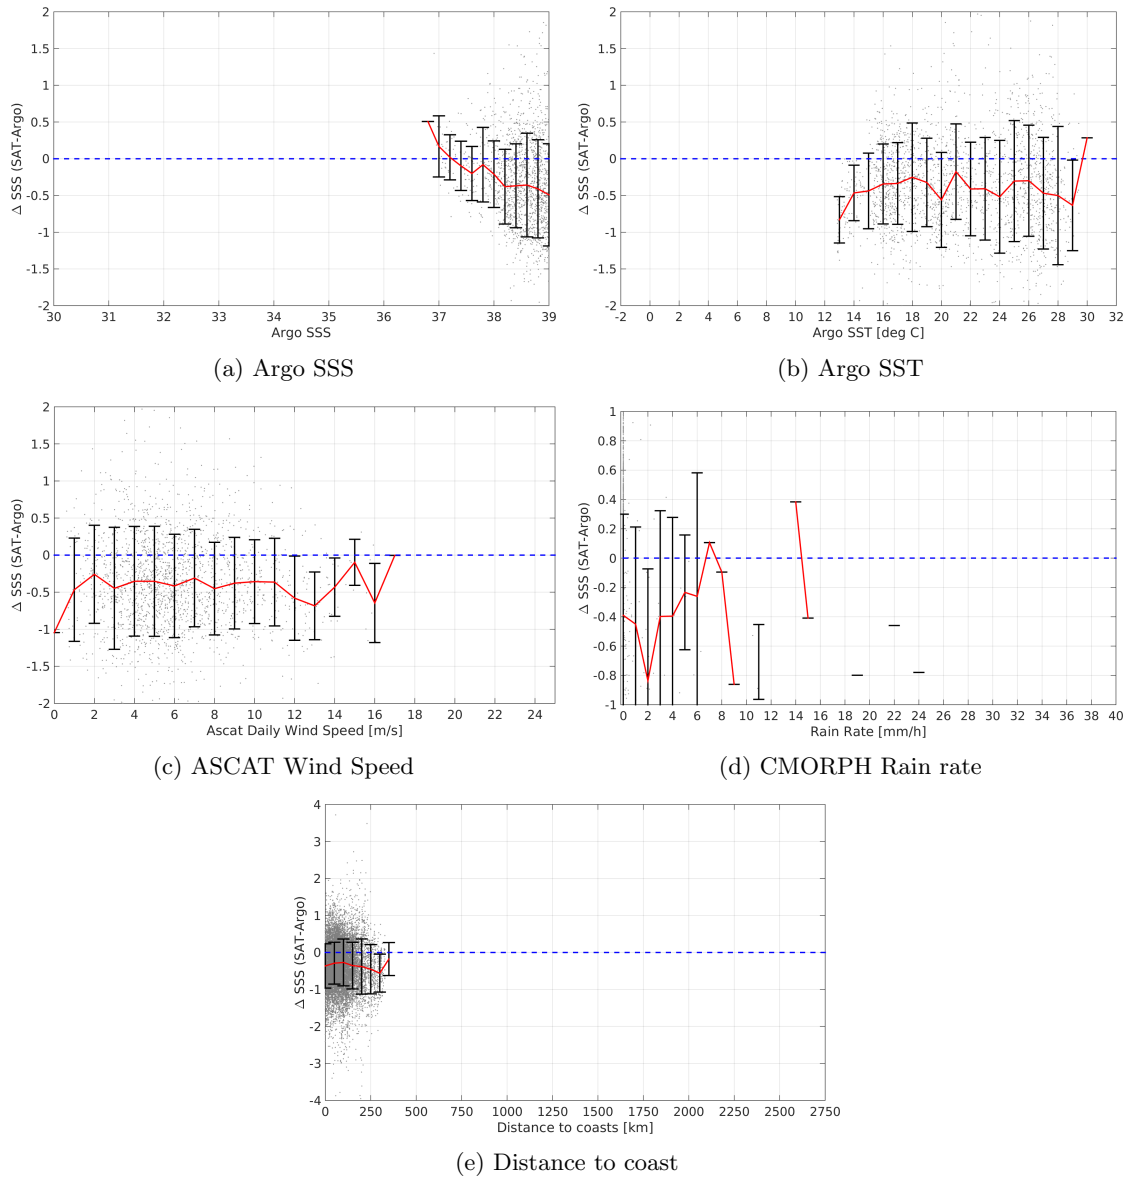 2
1.5
1
0.5
0
-0.5
-1
-1.5
-2
Δ SSS (SAT-Argo)
30 31 32 33 34 35 36 37 38 39
Argo SSS
(a) Argo SSS
2
1.5
1
0.5
0
-0.5
-1
-1.5
-2
Δ SSS (SAT-Argo)
-2 0 2 4 6 8 10 12 14 16 18 20 22 24 26 28 30 32
Argo SST [deg C]
(b) Argo SST
2
1.5
1
0.5
0
-0.5
-1
-1.5
-2
Δ SSS (SAT-Argo)
0 2 4 6 8 10 12 14 16 18 20 22 24
Ascat Daily Wind Speed [m/s]
(c) ASCAT Wind Speed
1
0.8
0.6
0.4
0.2
0
-0.2
-0.4
-0.6
-0.8
-1
Δ SSS (SAT-Argo)
0 2 4 6 8 10 12 14 16 18 20 22 24 26 28 30 32 34 36 38 40
Rain Rate [mm/h]
(d) CMORPH Rain rate
4
3
2
1
0
-1
-2
-3
-4
Δ SSS (SAT-Argo)
0 250 500 750 1000 1250 1500 1750 2000 2250 2500 2750
Distance to coasts [km]
(e) Distance to coast